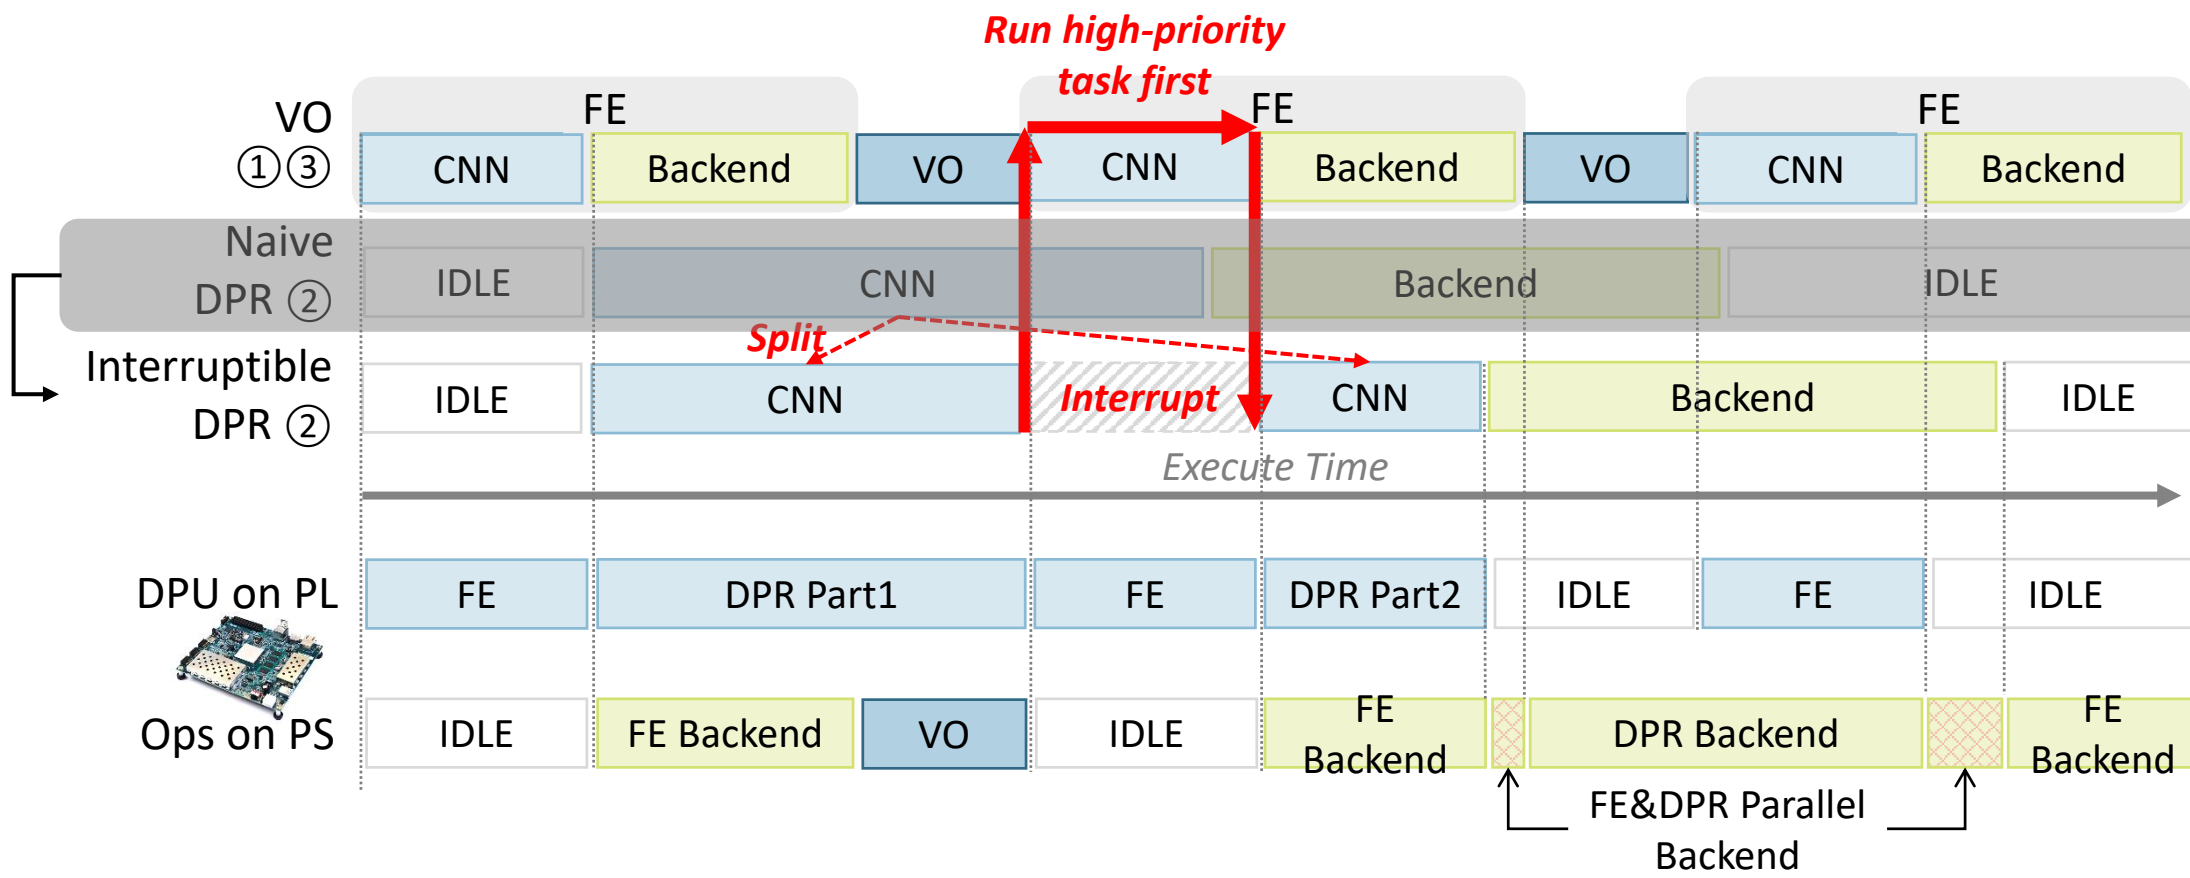 Run high-priority
task first
FE
FE
FE
VO
①③
CNN
Backend
VO
CNN
Backend
VO
CNN
Backend
Naive
DPR ②
IDLE
CNN
Backend
IDLE
Split
Interruptible
DPR ②
IDLE
CNN
Interrupt
CNN
Backend
IDLE
Execute Time
DPU on PL
FE
DPR Part1
FE
DPR Part2
IDLE
FE
IDLE
Ops on PS
IDLE
FE Backend
VO
IDLE
FE
Backend
DPR Backend
FE
Backend
FE&DPR Parallel
Backend